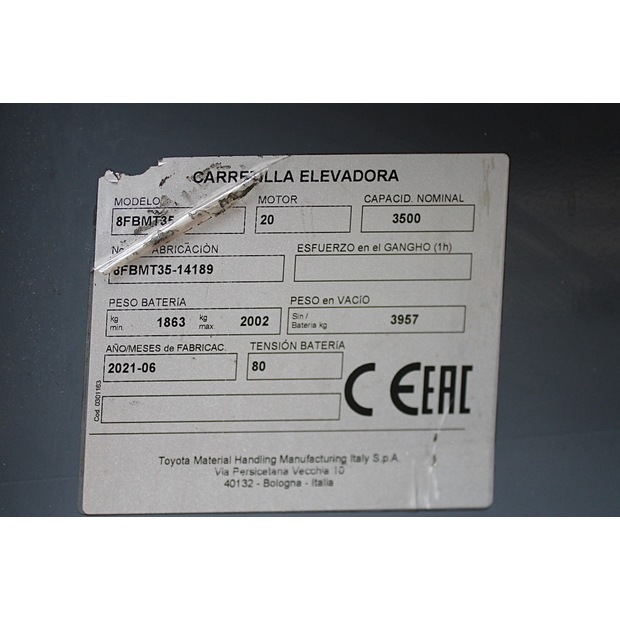 CARRETILLA ELEVADORA
MODELO MOTOR CAPACID. NOMINAL
8FBMT35 20 3500
FABRICACIÓN ESFUERZO en el GANGHO (1h)
8FBMT35-14189
PESO BATERÍA PESO en VACÍO
kg min. 1863 kg max 2002 Sin / Bateria kg 3957
AÑO/MESES de FABRICAC. TENSIÓN BATERÍA
2021-06 80
CE EAC
Cod. 0301163
Toyota Material Handling Manufacturing Italy S.p.A.
Via Persicetana Vecchia 10
40132 - Bologna - Italia